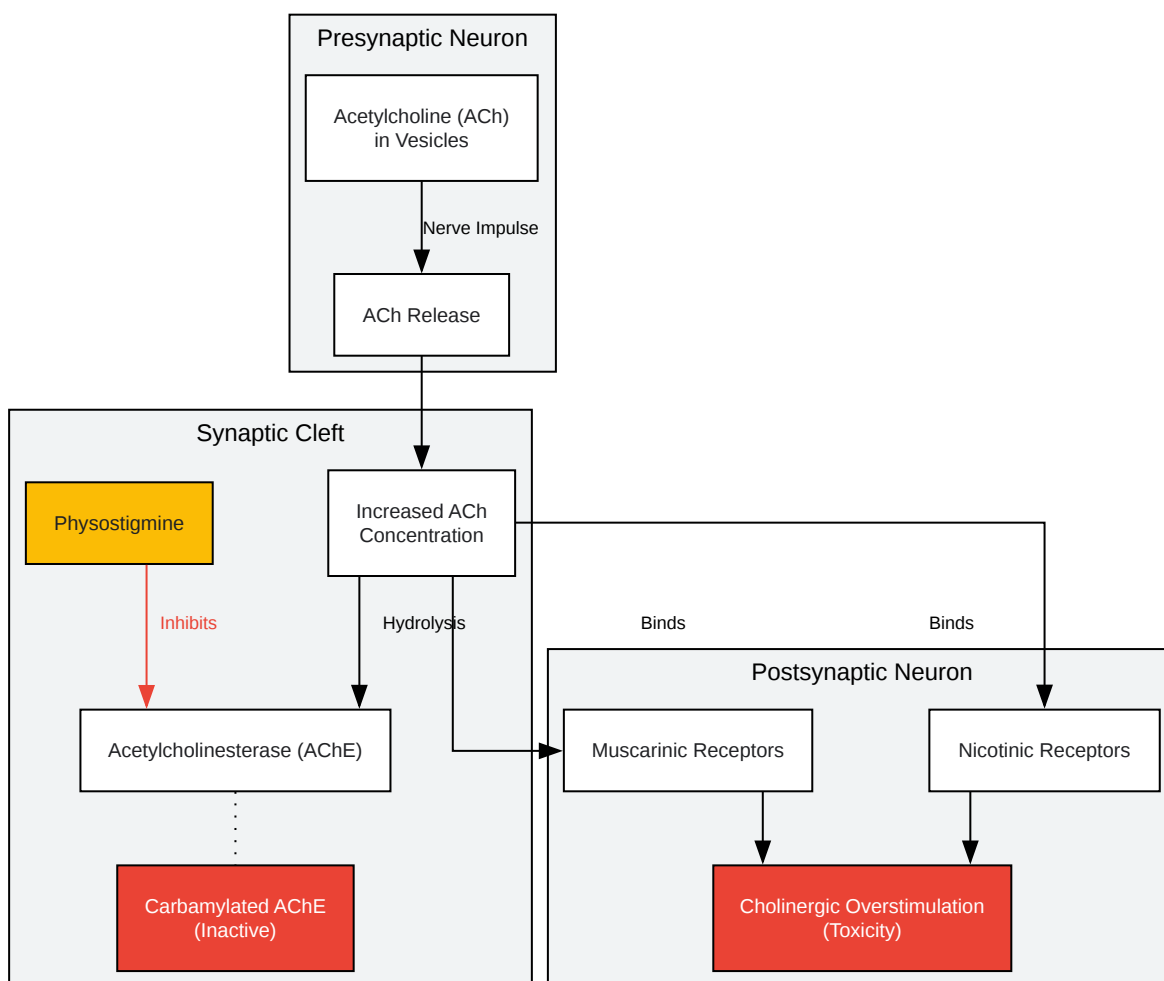 Presynaptic Neuron
Acetylcholine (ACh)
in Vesicles
Nerve Impulse
ACh Release
Synaptic Cleft
Physostigmine
Increased ACh
Concentration
Inhibits
Hydrolysis
Binds
Binds
Postsynaptic Neuron
Acetylcholinesterase (AChE)
Muscarinic Receptors
Nicotinic Receptors
Carbamylated AChE
(Inactive)
Cholinergic Overstimulation
(Toxicity)